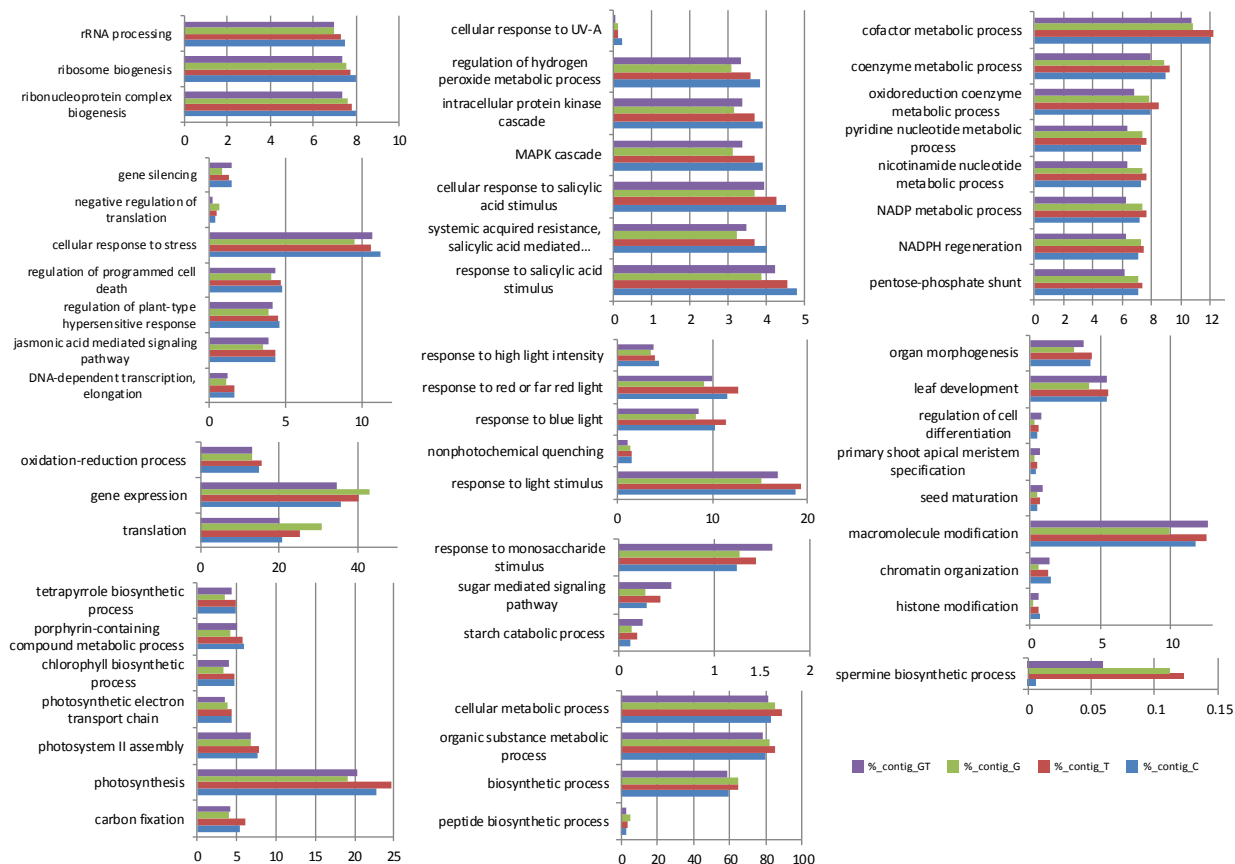 rRNA processing
ribosome biogenesis
ribonucleoprotein complex
biogenesis
0 2 4 6 8 10
gene silencing
negative regulation of
translation
cellular response to stress
regulation of programmed cell
death
regulation of plant-type
hypersensitive response
jasmonic acid mediated signaling
pathway
DNA-dependent transcription,
elongation
0 5 10
oxidation-reduction process
gene expression
translation
0 20 40
tetrapyrrole biosynthetic
process
porphyrin-containing
compound metabolic process
chlorophyll biosynthetic
process
photosynthetic electron
transport chain
photosystem II assembly
photosynthesis
carbon fixation
0 5 10 15 20 25
cellular response to UV-A
regulation of hydrogen
peroxide metabolic process
intracellular protein kinase
cascade
MAPK cascade
cellular response to salicylic
acid stimulus
systemic acquired resistance,
salicylic acid mediated...
response to salicylic acid
stimulus
0 1 2 3 4 5
response to high light intensity
response to red or far red light
response to blue light
nonphotochemical quenching
response to light stimulus
0 10 20
response to monosaccharide
stimulus
sugar mediated signaling
pathway
starch catabolic process
0 1 2
cellular metabolic process
organic substance metabolic
process
biosynthetic process
peptide biosynthetic process
0 20 40 60 80 100
cofactor metabolic process
coenzyme metabolic process
oxidoreduction coenzyme
metabolic process
pyridine nucleotide metabolic
process
nicotinamide nucleotide
metabolic process
NADP metabolic process
NADPH regeneration
pentose-phosphate shunt
0 2 4 6 8 10 12
organ morphogenesis
leaf development
regulation of cell
differentiation
primary shoot apical meristem
specification
seed maturation
macromolecule modification
chromatin organization
histone modification
0 5 10
spermine biosynthetic process
0 0.05 0.1 0.15
%_contig_GT %_contig_G %_contig_T %_contig_C